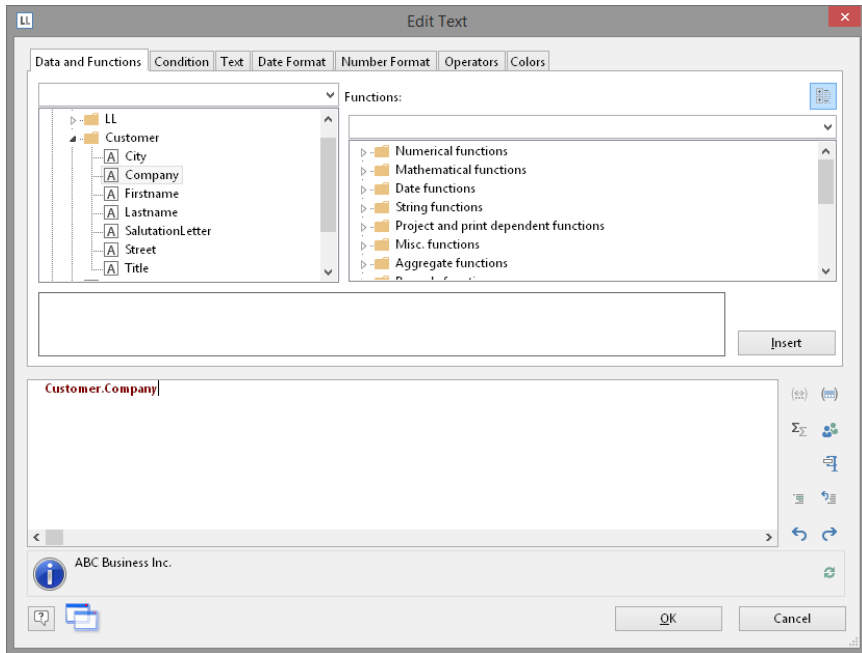 LL
Edit Text
Data and Functions Condition Text Date Format Number Format Operators Colors
Functions:
LL
Customer
A City
A Company
A Firstname
A Lastname
A SalutationLetter
A Street
A Title
Numerical functions
Mathematical functions
Date functions
String functions
Project and print dependent functions
Misc. functions
Aggregate functions
Insert
Customer.Company
ABC Business Inc.
OK
Cancel